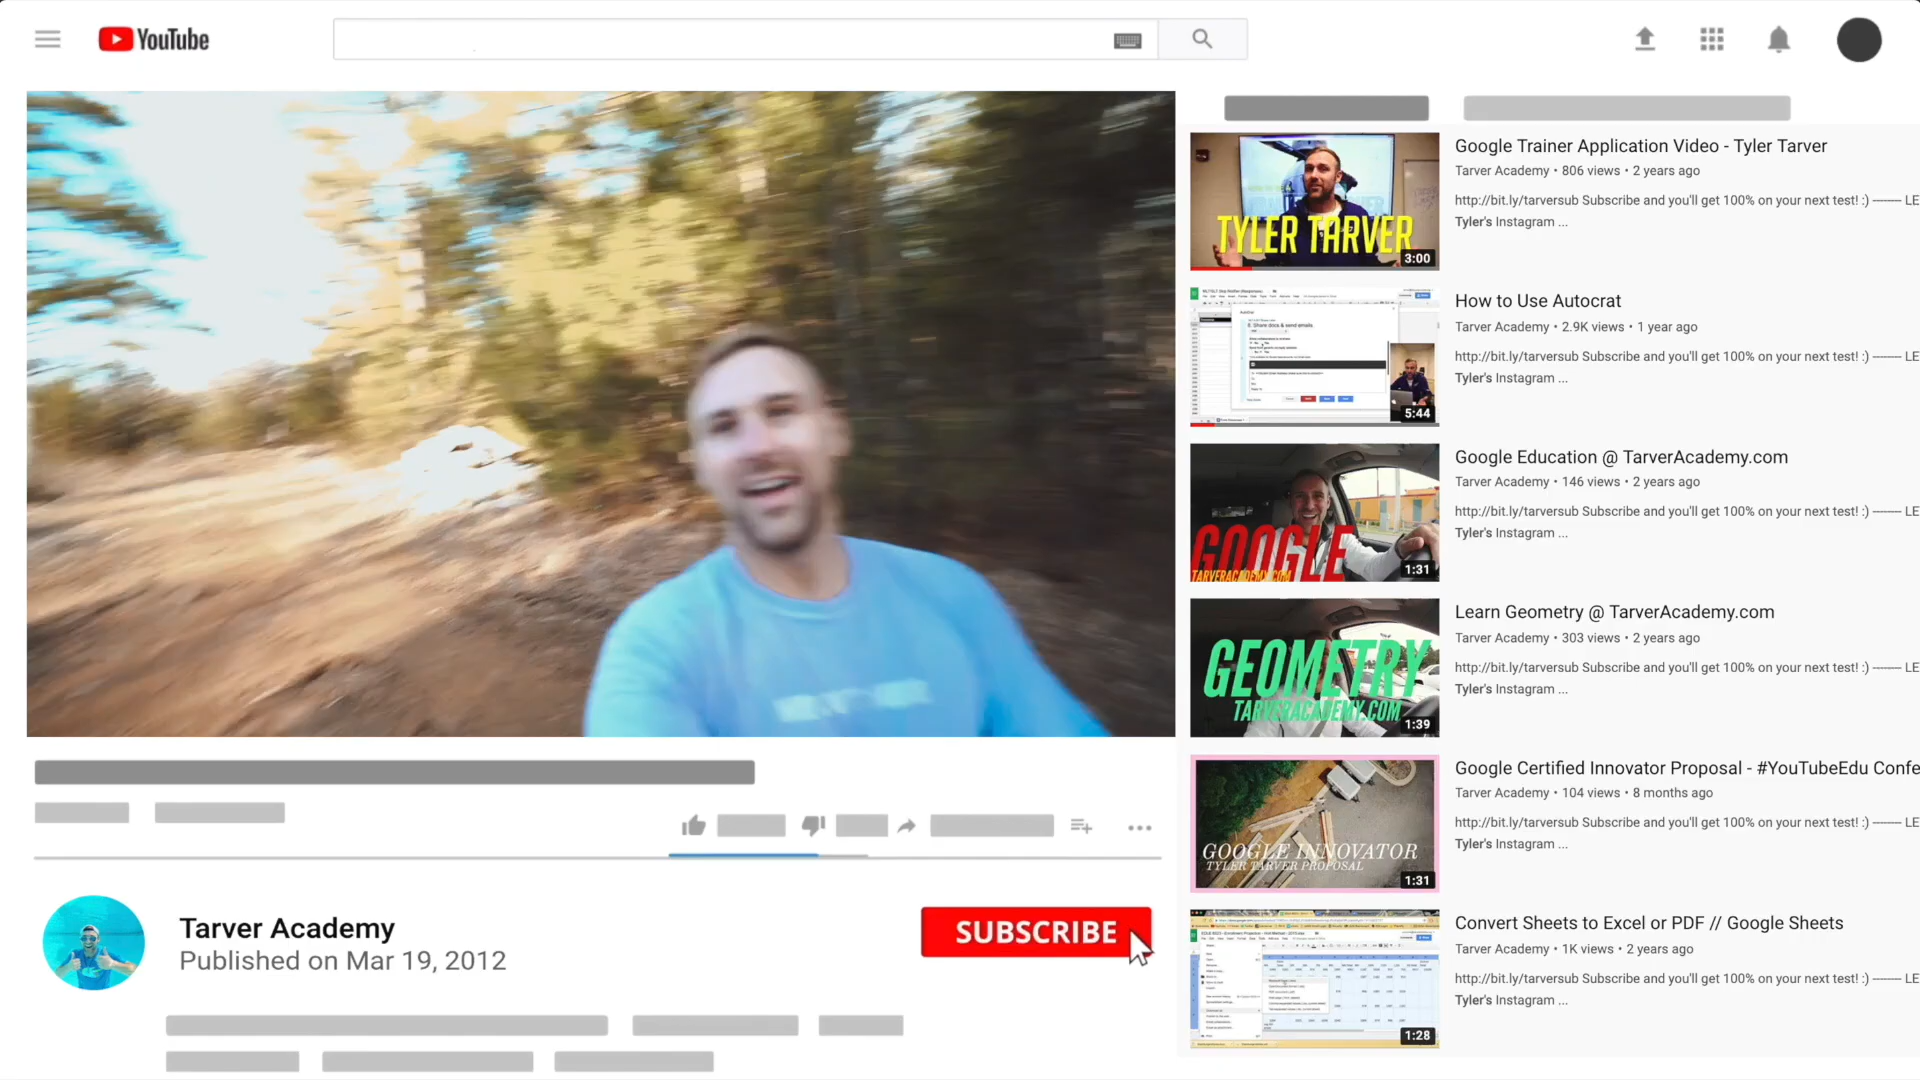 YouTube
Google Trainer Application Video - Tyler Tarver
Tarver Academy • 806 views • 2 years ago
http://bit.ly/tarversub Subscribe and you'll get 100% on your next test! :) -------- LE
Tyler's Instagram ...
TYLER TARVER
3:00
How to Use Autocrat
Tarver Academy • 2.9K views • 1 year ago
http://bit.ly/tarversub Subscribe and you'll get 100% on your next test! :) -------- LE
Tyler's Instagram ...
8. Share docs & send emails
5:44
Google Education @ TarverAcademy.com
Tarver Academy • 146 views • 2 years ago
http://bit.ly/tarversub Subscribe and you'll get 100% on your next test! :) -------- LE
Tyler's Instagram ...
GOOGLE
TARVERACADEMY.COM
1:31
Learn Geometry @ TarverAcademy.com
Tarver Academy • 303 views • 2 years ago
http://bit.ly/tarversub Subscribe and you'll get 100% on your next test! :) -------- LE
Tyler's Instagram ...
GEOMETRY
TARVERACADEMY.COM
1:39
Google Certified Innovator Proposal - #YouTubeEdu Confe
Tarver Academy • 104 views • 8 months ago
http://bit.ly/tarversub Subscribe and you'll get 100% on your next test! :) -------- LE
Tyler's Instagram ...
GOOGLE INNOVATOR
TYLER TARVER PROPOSAL
1:31
Convert Sheets to Excel or PDF // Google Sheets
Tarver Academy • 1K views • 2 years ago
http://bit.ly/tarversub Subscribe and you'll get 100% on your next test! :) -------- LE
Tyler's Instagram ...
1:28
Tarver Academy
Published on Mar 19, 2012
SUBSCRIBE